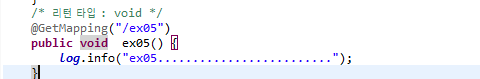 }
/* 리턴 타입 : void */
@GetMapping("/ex05")
public void  ex05() {
log.info("ex05..........................");
}